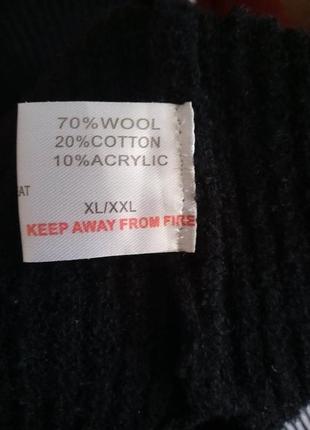 70%WOOL
20%COTTON
10%ACRYLIC
XL/XXL
KEEP AWAY FROM FIRE